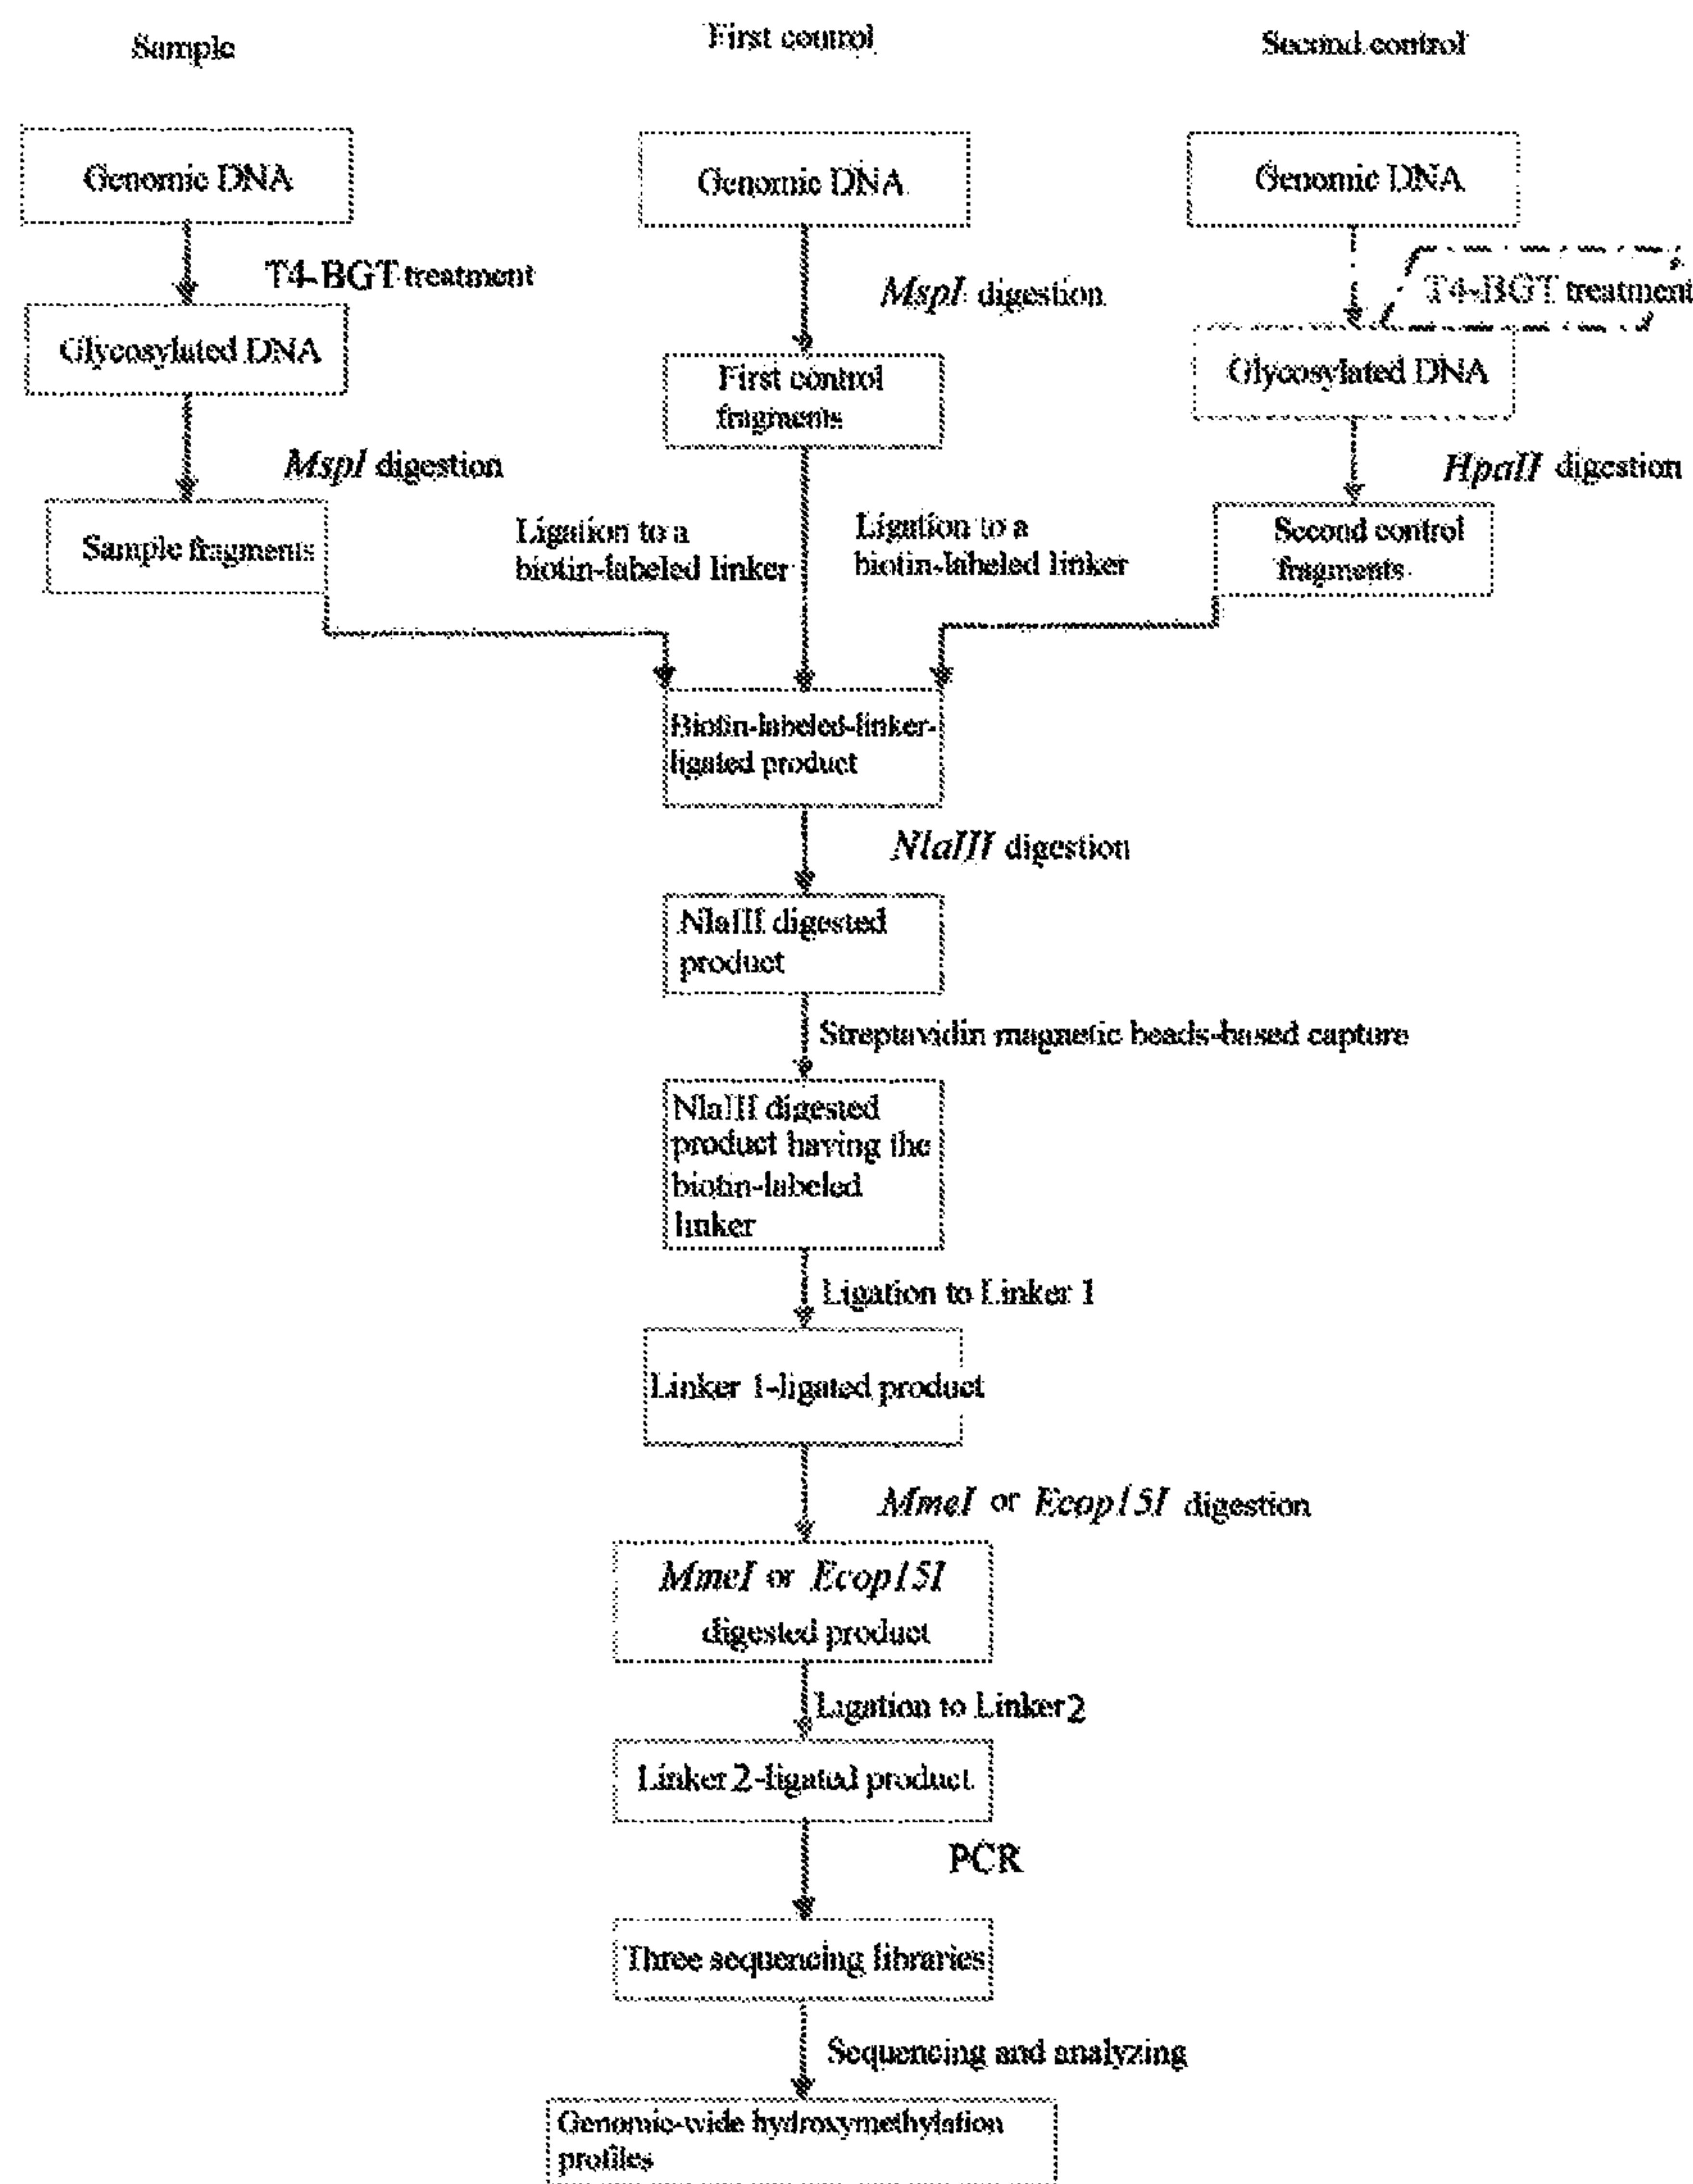 Sample
First control
Second control
Genomic DNA
Genomic DNA
Genomic DNA
T4-BGT treatment
MspI digestion
T4-BGT treatment
Glycosylated DNA
First control
fragments
Glycosylated DNA
MspI digestion
HpaII digestion
Sample fragments
Ligation to a
biotin-labeled linker
Ligation to a
biotin-labeled linker
Second control
fragments
Biotin-labeled-linker-
ligated product
NlaIII digestion
NlaIII digested
product
Streptavidin magnetic beads-based capture
NlaIII digested
product having the
biotin-labeled
linker
Ligation to Linker 1
Linker 1-ligated product
MmeI or Ecop15I digestion
MmeI or Ecop15I
digested product
Ligation to Linker 2
Linker 2-ligated product
PCR
Three sequencing libraries
Sequencing and analyzing
Genomic-wide hydroxymethylation
profiles